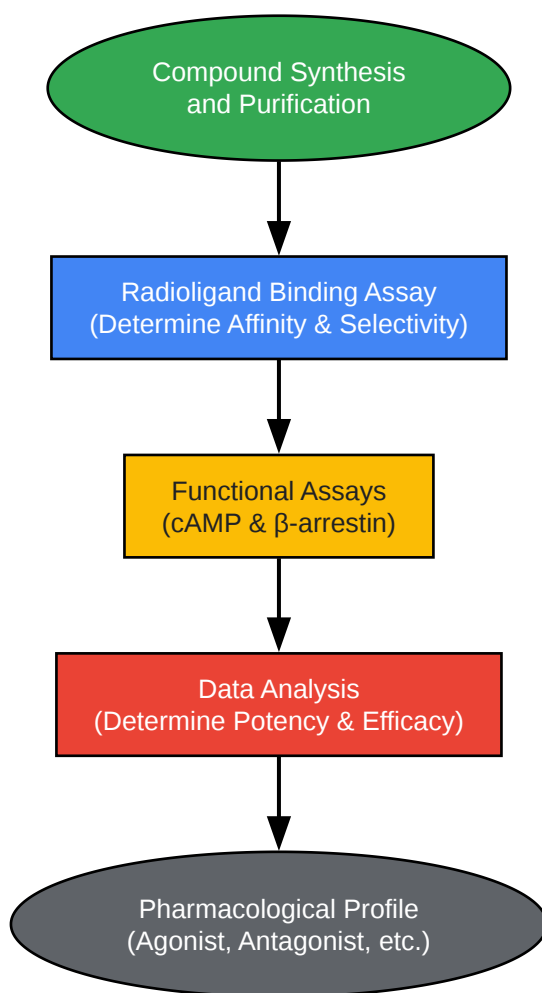 Compound Synthesis
and Purification
Radioligand Binding Assay
(Determine Affinity & Selectivity)
Functional Assays
(cAMP & β-arrestin)
Data Analysis
(Determine Potency & Efficacy)
Pharmacological Profile
(Agonist, Antagonist, etc.)